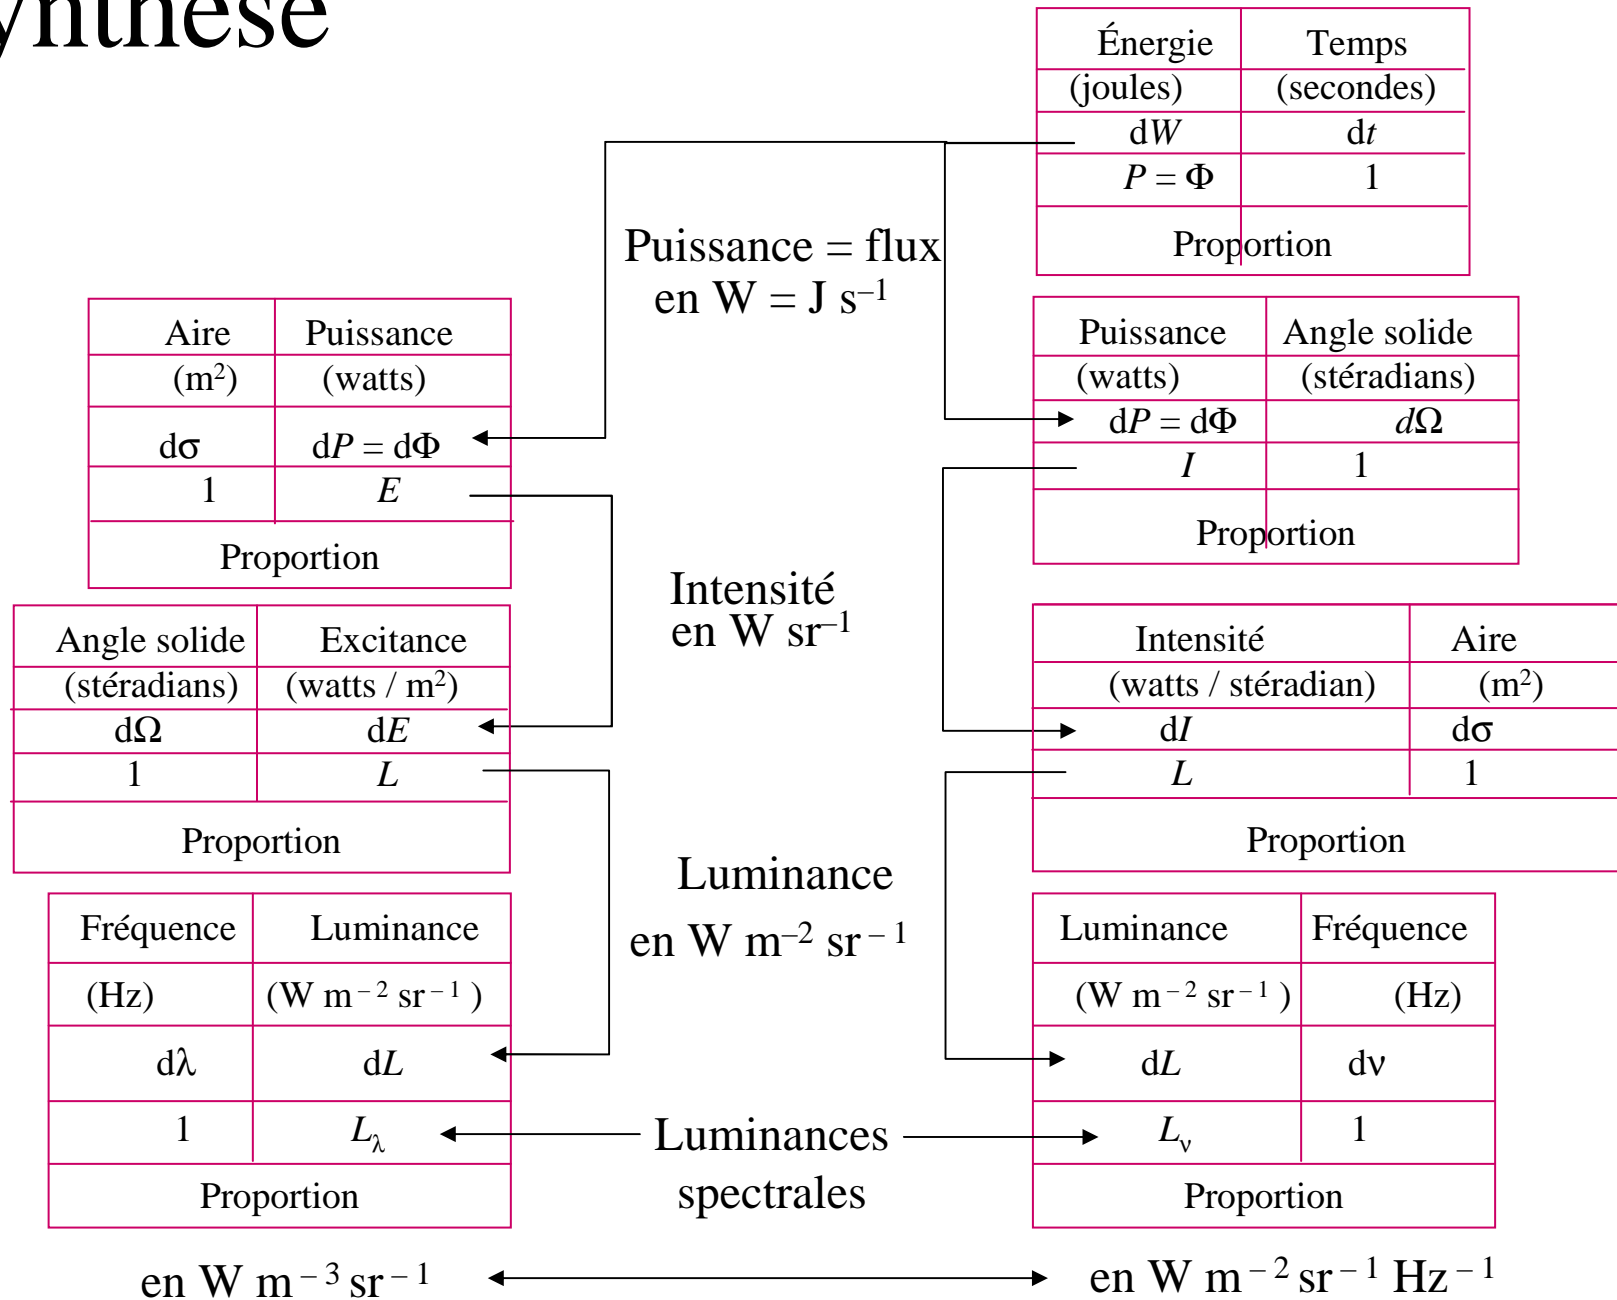 ynthèse
Énergie Temps
(joules) (secondes)
dW dt
P = Φ 1
Proportion
Puissance = flux
en W = J s⁻¹
Aire Puissance
(m²) (watts)
dσ dP = dΦ
1 E
Proportion
Puissance Angle solide
(watts) (stéradians)
dP = dΦ dΩ
I 1
Proportion
Intensité
en W sr⁻¹
Angle solide Excitance
(stéradians) (watts / m²)
dΩ dE
1 L
Proportion
Intensité Aire
(watts / stéradian) (m²)
dI dσ
L 1
Proportion
Luminance
en W m⁻² sr⁻¹
Fréquence Luminance
(Hz) (W m⁻² sr⁻¹ )
dλ dL
1 L_λ
Proportion
Luminance Fréquence
(W m⁻² sr⁻¹ ) (Hz)
dL dν
L_ν 1
Proportion
Luminances
spectrales
en W m⁻³ sr⁻¹
en W m⁻² sr⁻¹ Hz⁻¹